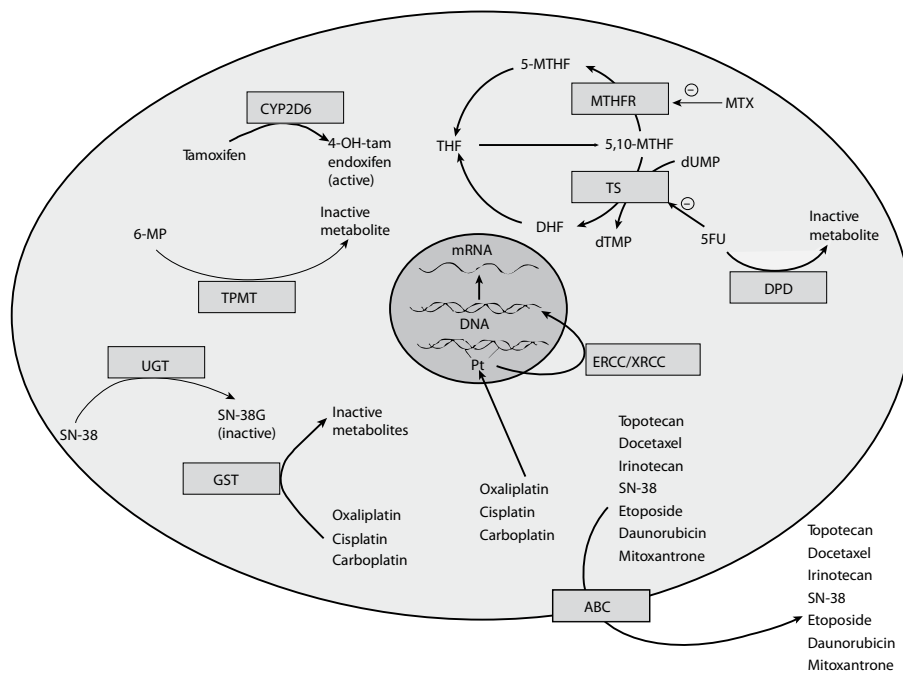 5-MTHF
MTHFR
⊖
MTX
CYP2D6
Tamoxifen
4-OH-tam
endoxifen
(active)
THF
5,10-MTHF
dUMP
TS
⊖
DHF
dTMP
5FU
Inactive
metabolite
DPD
6-MP
Inactive
metabolite
TPMT
mRNA
DNA
Pt
ERCC/XRCC
UGT
SN-38
SN-38G
(inactive)
GST
Inactive
metabolites
Oxaliplatin
Cisplatin
Carboplatin
Oxaliplatin
Cisplatin
Carboplatin
Topotecan
Docetaxel
Irinotecan
SN-38
Etoposide
Daunorubicin
Mitoxantrone
ABC
Topotecan
Docetaxel
Irinotecan
SN-38
Etoposide
Daunorubicin
Mitoxantrone